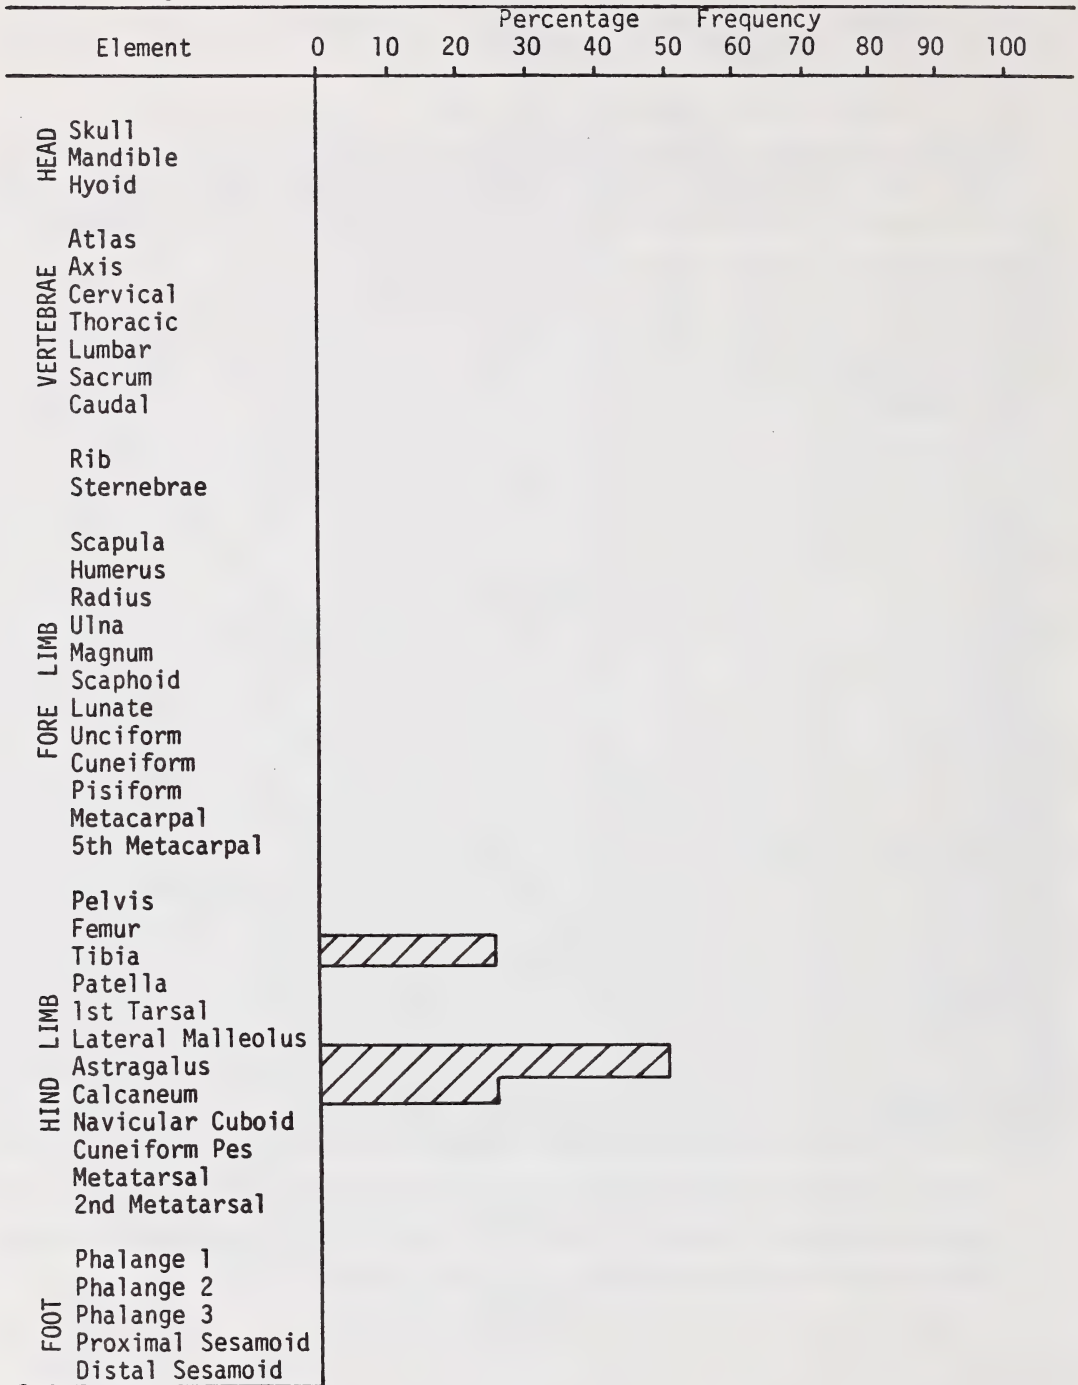 Percentage Frequency
Element 0 10 20 30 40 50 60 70 80 90 100
HEAD
Skull
Mandible
Hyoid
VERTEBRAE
Atlas
Axis
Cervical
Thoracic
Lumbar
Sacrum
Caudal
Rib
Sternebrae
FORE LIMB
Scapula
Humerus
Radius
Ulna
Magnum
Scaphoid
Lunate
Unciform
Cuneiform
Pisiform
Metacarpal
5th Metacarpal
HIND LIMB
Pelvis
Femur
Tibia
Patella
1st Tarsal
Lateral Malleolus
Astragalus
Calcaneum
Navicular Cuboid
Cuneiform Pes
Metatarsal
2nd Metatarsal
FOOT
Phalange 1
Phalange 2
Phalange 3
Proximal Sesamoid
Distal Sesamoid